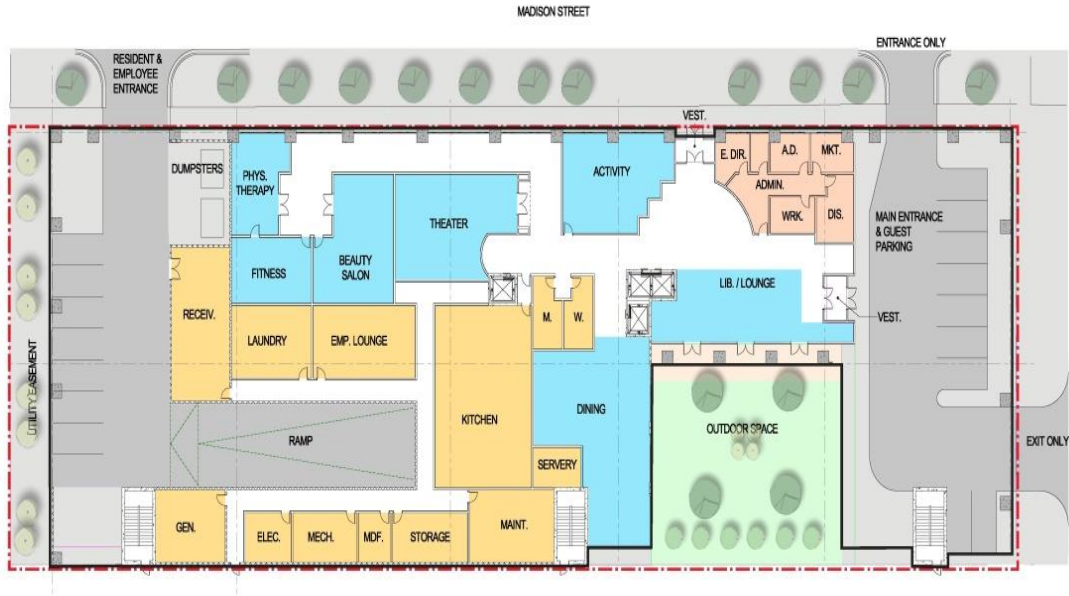 MADISON STREET
RESIDENT &
EMPLOYEE
ENTRANCE
ENTRANCE ONLY
VEST.
DUMPSTERS
PHYS.
THERAPY
ACTIVITY
E. DIR.
A.D.
MKT.
ADMIN.
WRK.
DIS.
THEATER
MAIN ENTRANCE
& GUEST
PARKING
FITNESS
BEAUTY
SALON
LIB. / LOUNGE
RECEIV.
M.
W.
VEST.
LAUNDRY
EMP. LOUNGE
UTILITY EASEMENT
KITCHEN
DINING
OUTDOOR SPACE
RAMP
EXIT ONLY
SERVERY
GEN.
ELEC.
MECH.
MDF.
STORAGE
MAINT.